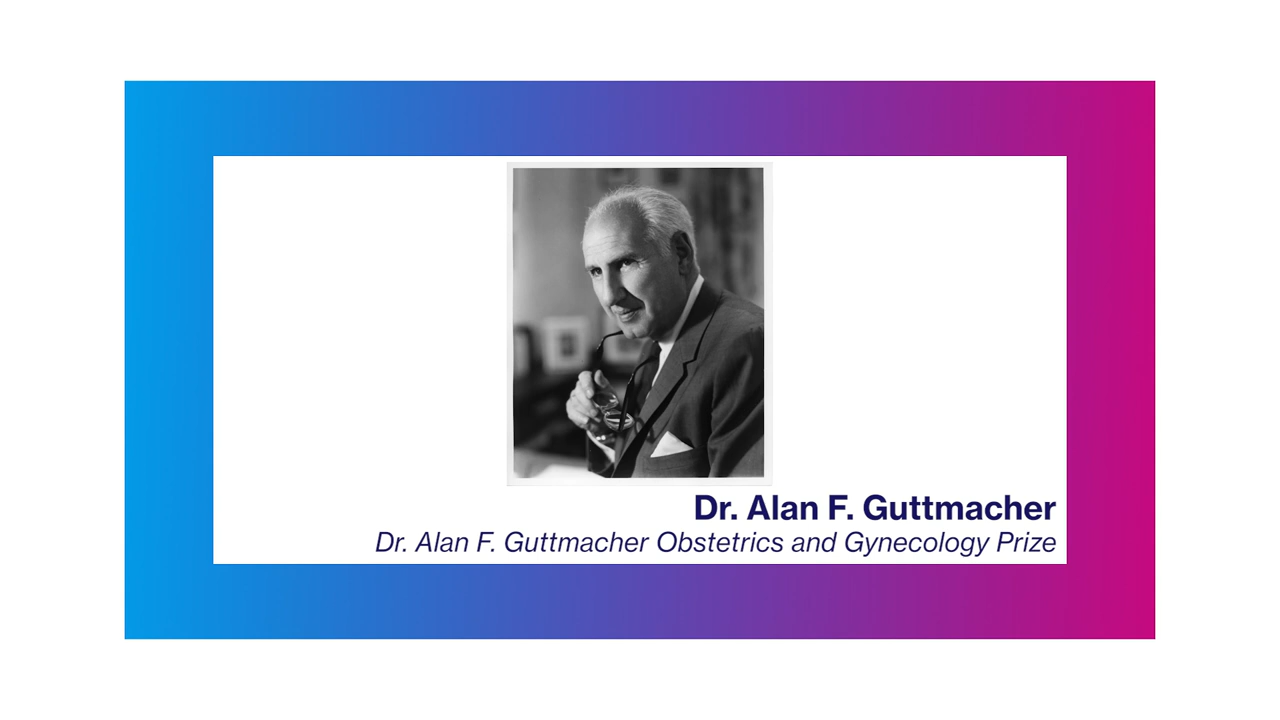 Dr. Alan F. Guttmacher
Dr. Alan F. Guttmacher Obstetrics and Gynecology Prize